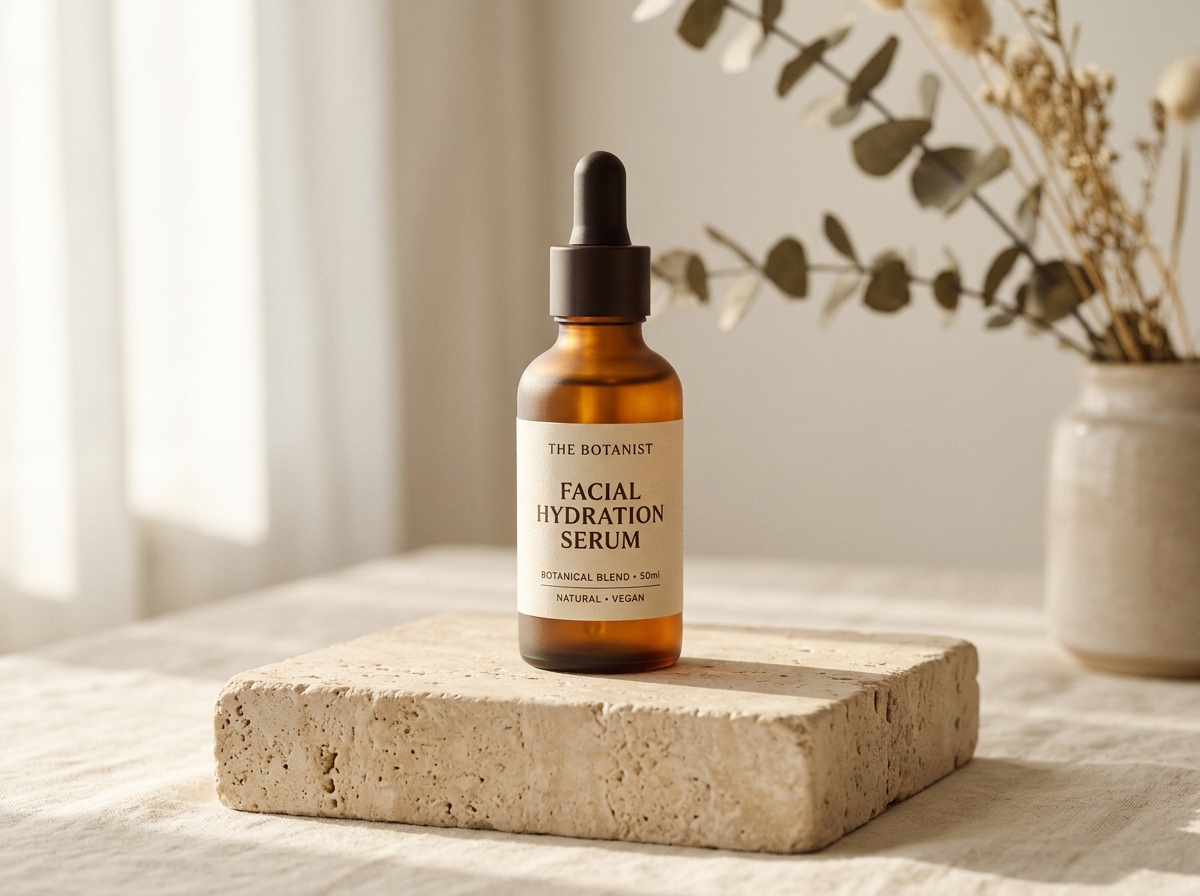 THE BOTANIST
FACIAL
HYDRATION
SERUM
BOTANICAL BLEND • 50ml
NATURAL • VEGAN